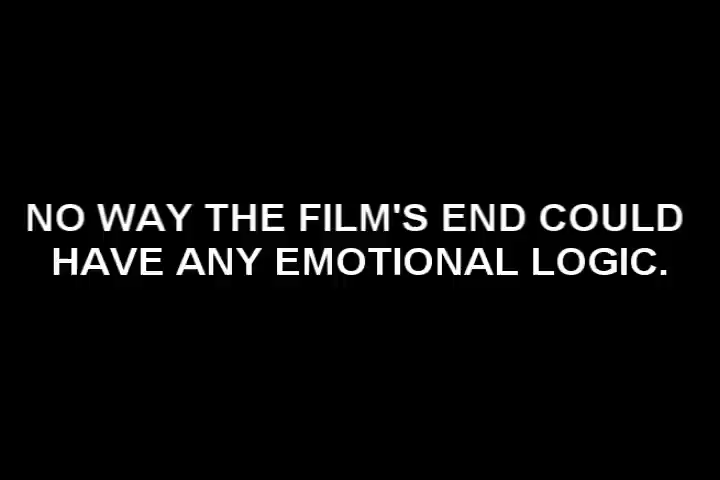 NO WAY THE FILM'S END COULD
HAVE ANY EMOTIONAL LOGIC.